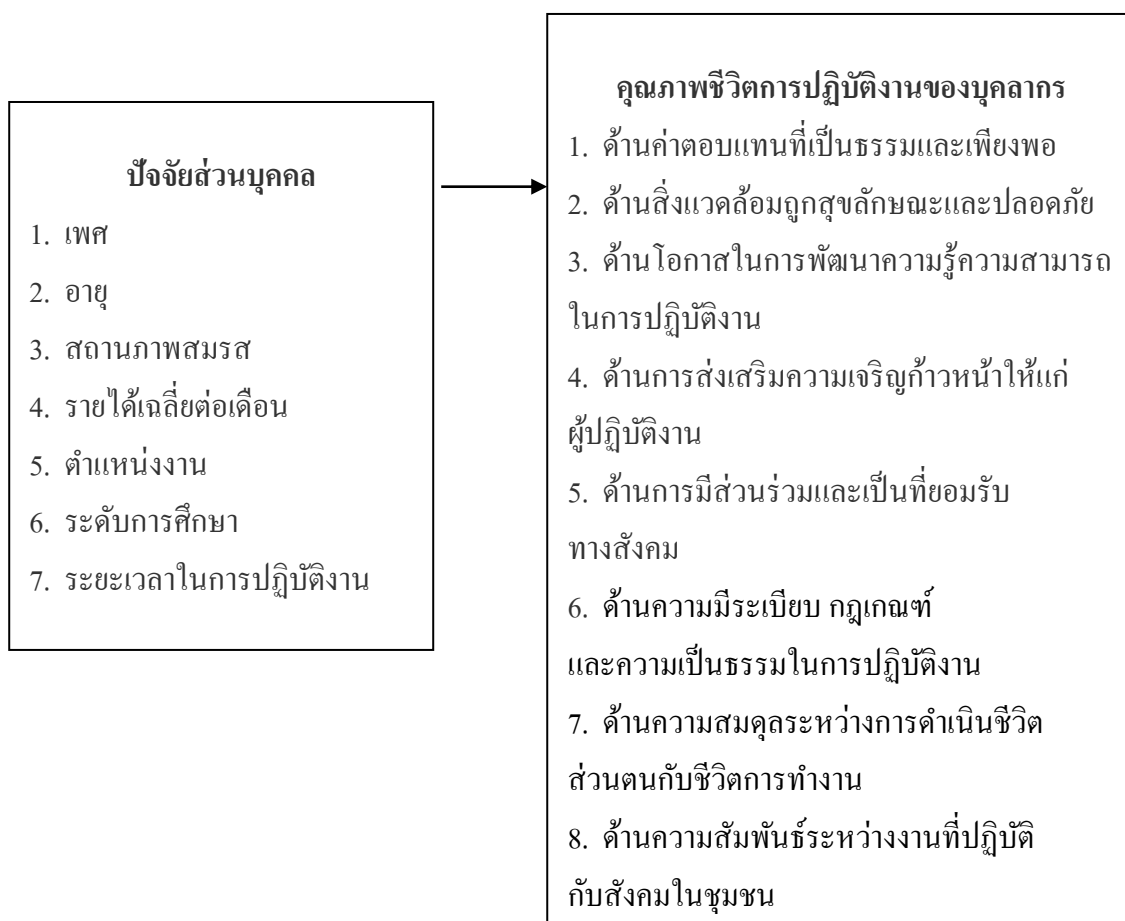 ปัจจัยส่วนบุคคล
1. เพศ
2. อายุ
3. สถานภาพสมรส
4. รายได้เฉลี่ยต่อเดือน
5. ตำแหน่งงาน
6. ระดับการศึกษา
7. ระยะเวลาในการปฏิบัติงาน
คุณภาพชีวิตการปฏิบัติงานของบุคลากร
1. ด้านค่าตอบแทนที่เป็นธรรมและเพียงพอ
2. ด้านสิ่งแวดล้อมถูกสุขลักษณะและปลอดภัย
3. ด้านโอกาสในการพัฒนาความรู้ความสามารถ
ในการปฏิบัติงาน
4. ด้านการส่งเสริมความเจริญก้าวหน้าให้แก่
ผู้ปฏิบัติงาน
5. ด้านการมีส่วนร่วมและเป็นที่ยอมรับ
ทางสังคม
6. ด้านความมีระเบียบ กฎเกณฑ์
และความเป็นธรรมในการปฏิบัติงาน
7. ด้านความสมดุลระหว่างการดำเนินชีวิต
ส่วนตนกับชีวิตการทำงาน
8. ด้านความสัมพันธ์ระหว่างงานที่ปฏิบัติ
กับสังคมในชุมชน